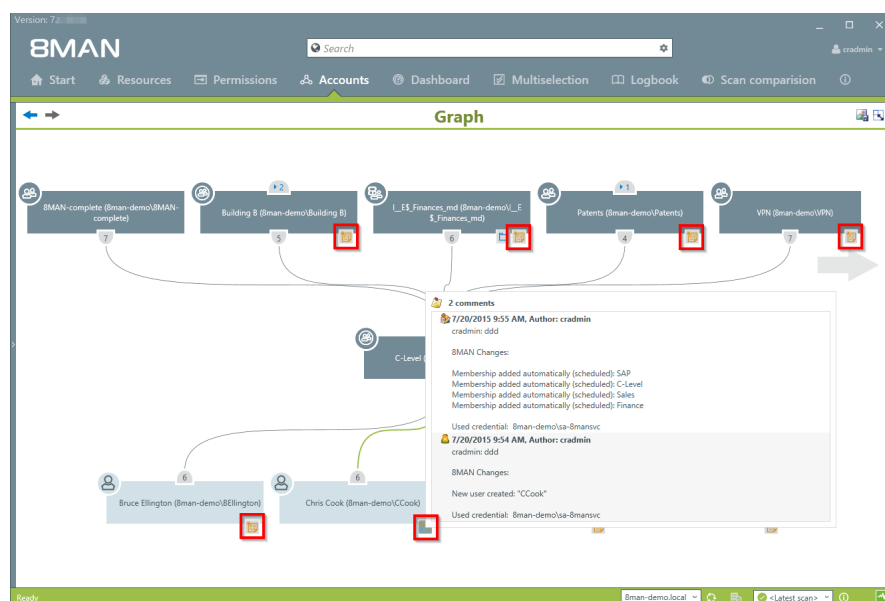 Version: 7.
8MAN
Search
cradmin
Start
Resources
Permissions
Accounts
Dashboard
Multiselection
Logbook
Scan comparision
Graph
2
1
8MAN-complete (8man-demo\8MAN-
complete)
Building B (8man-demo\Building B)
I__E$_Finances_md (8man-demo\I__E
$_Finances_md)
Patents (8man-demo\Patents)
VPN (8man-demo\VPN)
7
5
6
4
7
2 comments
7/20/2015 9:55 AM, Author: cradmin
cradmin: ddd
8MAN Changes:
C-Level (
Membership added automatically (scheduled): SAP
Membership added automatically (scheduled): C-Level
Membership added automatically (scheduled): Sales
Membership added automatically (scheduled): Finance
Used credential: 8man-demo\sa-8mansvc
7/20/2015 9:54 AM, Author: cradmin
cradmin: ddd
8MAN Changes:
New user created: "CCook"
Used credential: 8man-demo\sa-8mansvc
6
6
Bruce Ellington (8man-demo\BEllington)
Chris Cook (8man-demo\CCook)
Ready
8man-demo.local
<Latest scan>